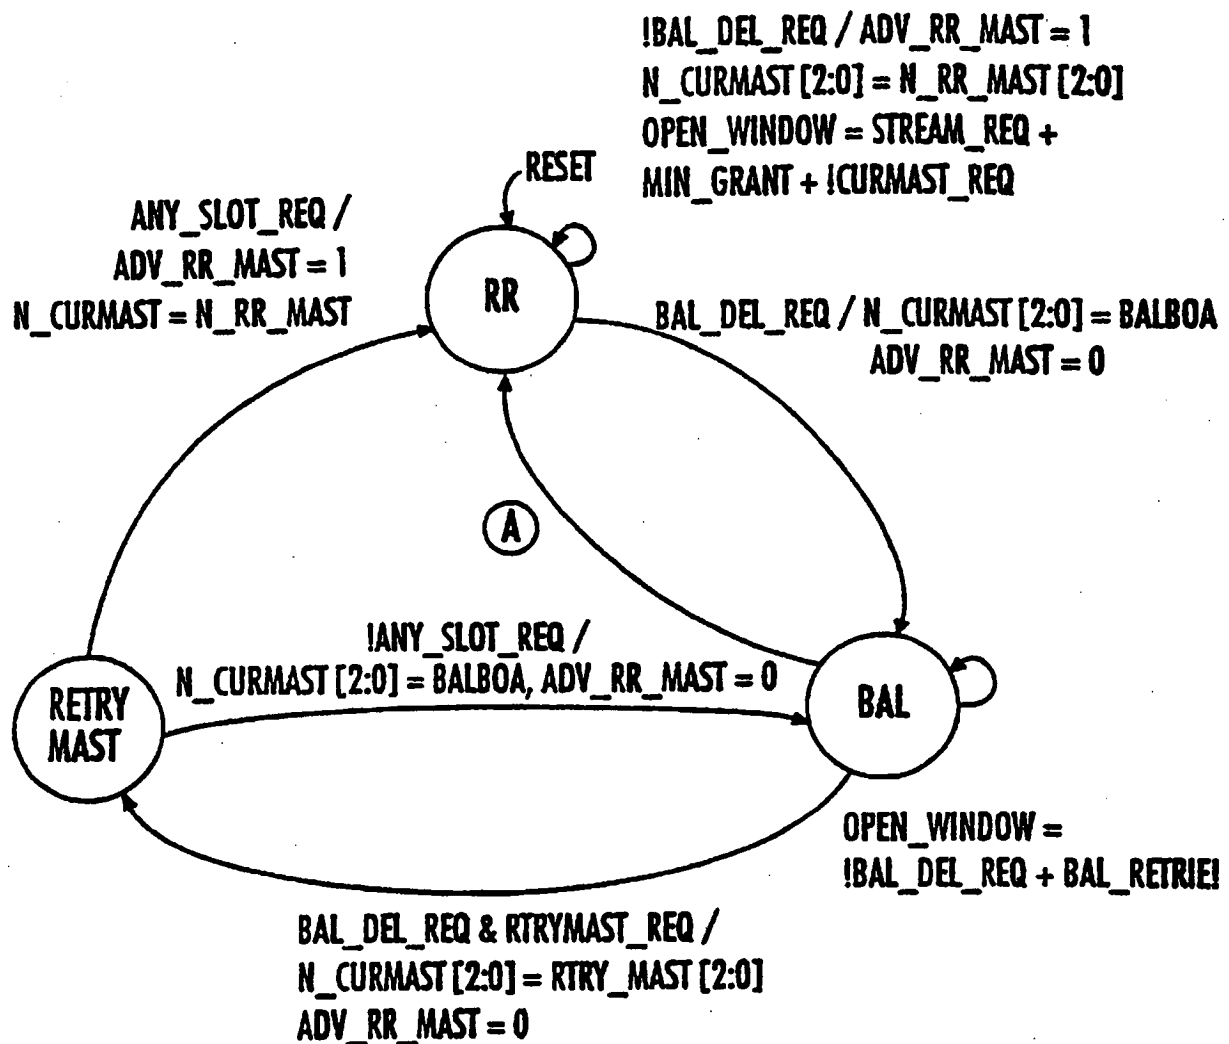 !BAL_DEL_REQ / ADV_RR_MAST = 1
N_CURMAST [2:0] = N_RR_MAST [2:0]
OPEN_WINDOW = STREAM_REQ +
MIN_GRANT + !CURMAST_REQ
RESET
ANY_SLOT_REQ /
ADV_RR_MAST = 1
N_CURMAST = N_RR_MAST
RR
BAL_DEL_REQ / N_CURMAST [2:0] = BALBOA
ADV_RR_MAST = 0
A
!ANY_SLOT_REQ /
N_CURMAST [2:0] = BALBOA, ADV_RR_MAST = 0
RETRY
MAST
BAL
OPEN_WINDOW =
!BAL_DEL_REQ + BAL_RETRIE!
BAL_DEL_REQ & RTRYMAST_REQ /
N_CURMAST [2:0] = RTRY_MAST [2:0]
ADV_RR_MAST = 0